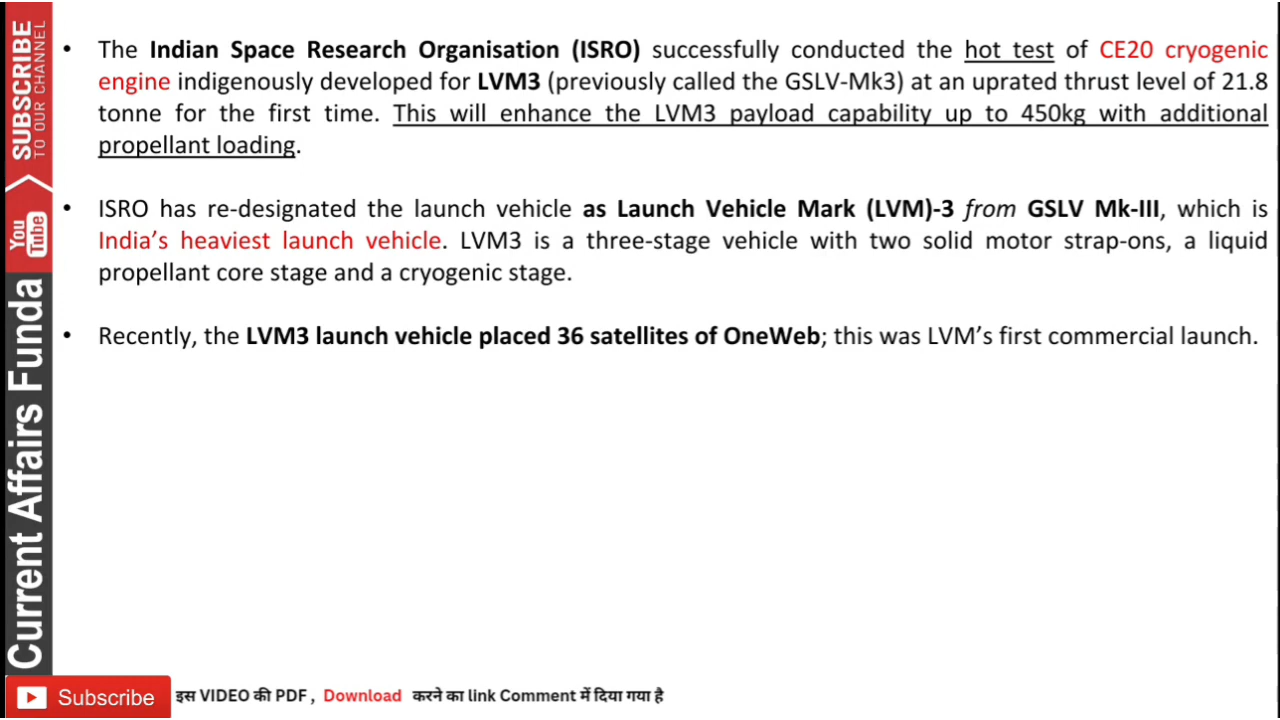 • The Indian Space Research Organisation (ISRO) successfully conducted the hot test of CE20 cryogenic
engine indigenously developed for LVM3 (previously called the GSLV-Mk3) at an uprated thrust level of 21.8
tonne for the first time. This will enhance the LVM3 payload capability up to 450kg with additional
propellant loading.
• ISRO has re-designated the launch vehicle as Launch Vehicle Mark (LVM)-3 from GSLV Mk-III, which is
India’s heaviest launch vehicle. LVM3 is a three-stage vehicle with two solid motor strap-ons, a liquid
propellant core stage and a cryogenic stage.
• Recently, the LVM3 launch vehicle placed 36 satellites of OneWeb; this was LVM’s first commercial launch.
SUBSCRIBE
TO OUR CHANNEL
You
Tube
Current Affairs Funda
Subscribe
इस VIDEO की PDF , Download करने का link Comment में दिया गया है